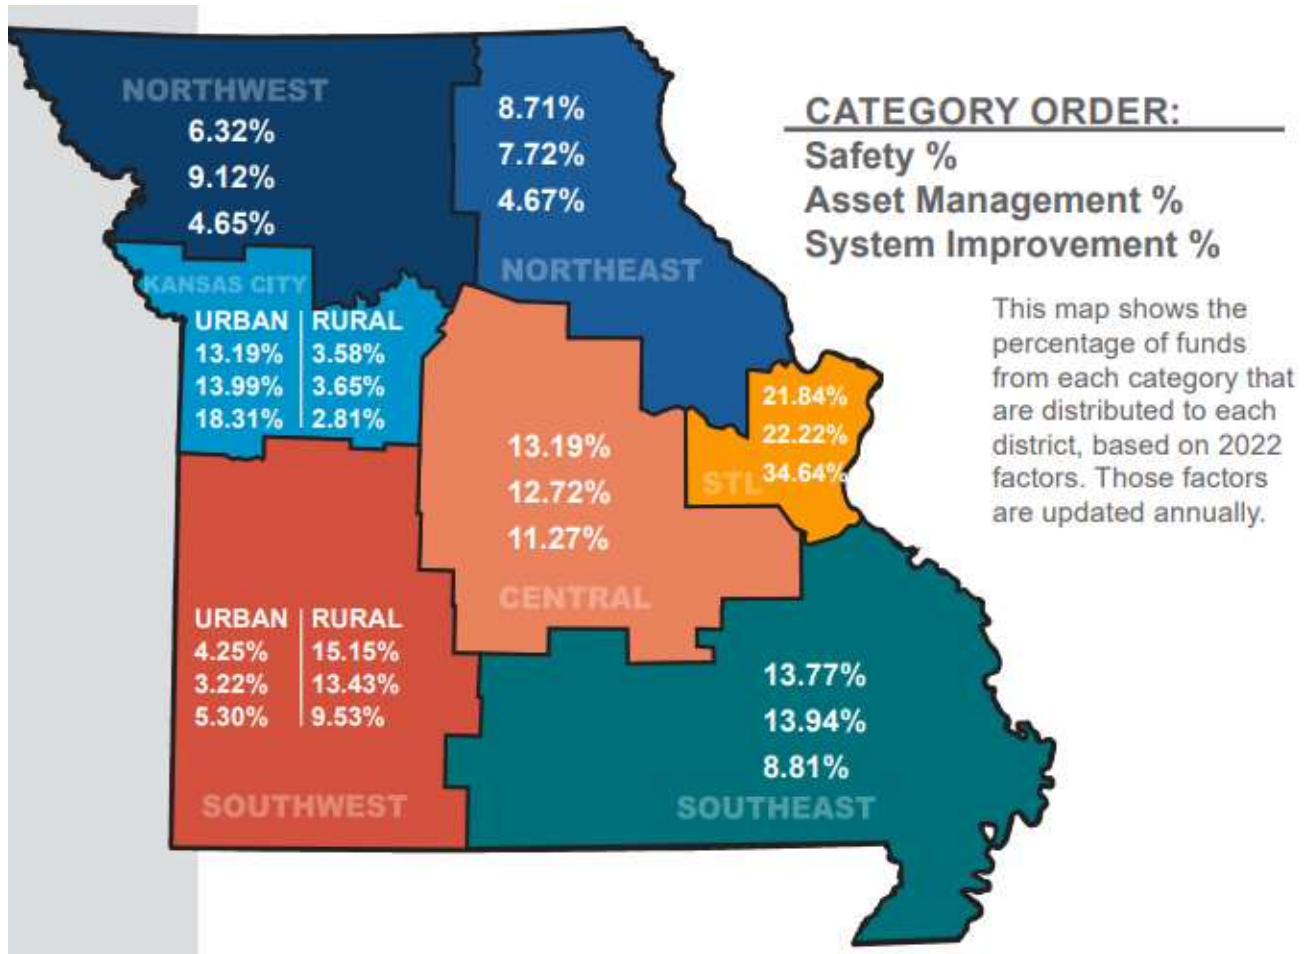 NORTHWEST
6.32%
9.12%
4.65%
8.71%
7.72%
4.67%
NORTHEAST
CATEGORY ORDER:
Safety %
Asset Management %
System Improvement %
This map shows the
percentage of funds
from each category that
are distributed to each
district, based on 2022
factors. Those factors
are updated annually.
KANSAS CITY
URBAN RURAL
13.19% 3.58%
13.99% 3.65%
18.31% 2.81%
13.19%
12.72%
11.27%
CENTRAL
21.84%
22.22%
34.64%
STL
URBAN RURAL
4.25% 15.15%
3.22% 13.43%
5.30% 9.53%
SOUTHWEST
13.77%
13.94%
8.81%
SOUTHEAST